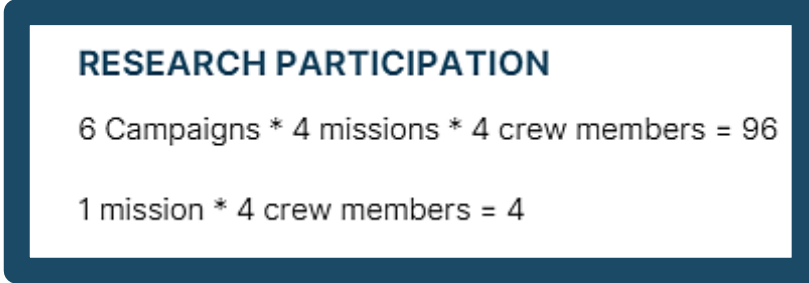 RESEARCH PARTICIPATION
6 Campaigns * 4 missions * 4 crew members = 96
1 mission * 4 crew members = 4